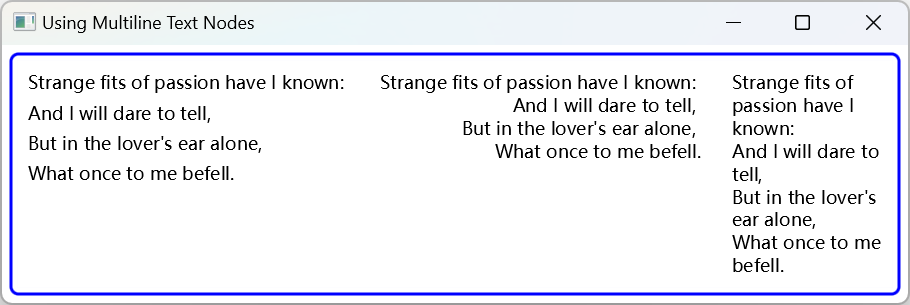 Using Multiline Text Nodes
Strange fits of passion have I known:
And I will dare to tell,
But in the lover's ear alone,
What once to me befell.
Strange fits of passion have I known:
And I will dare to tell,
But in the lover's ear alone,
What once to me befell.
Strange fits of
passion have I
known:
And I will dare to
tell,
But in the lover's
ear alone,
What once to me
befell.